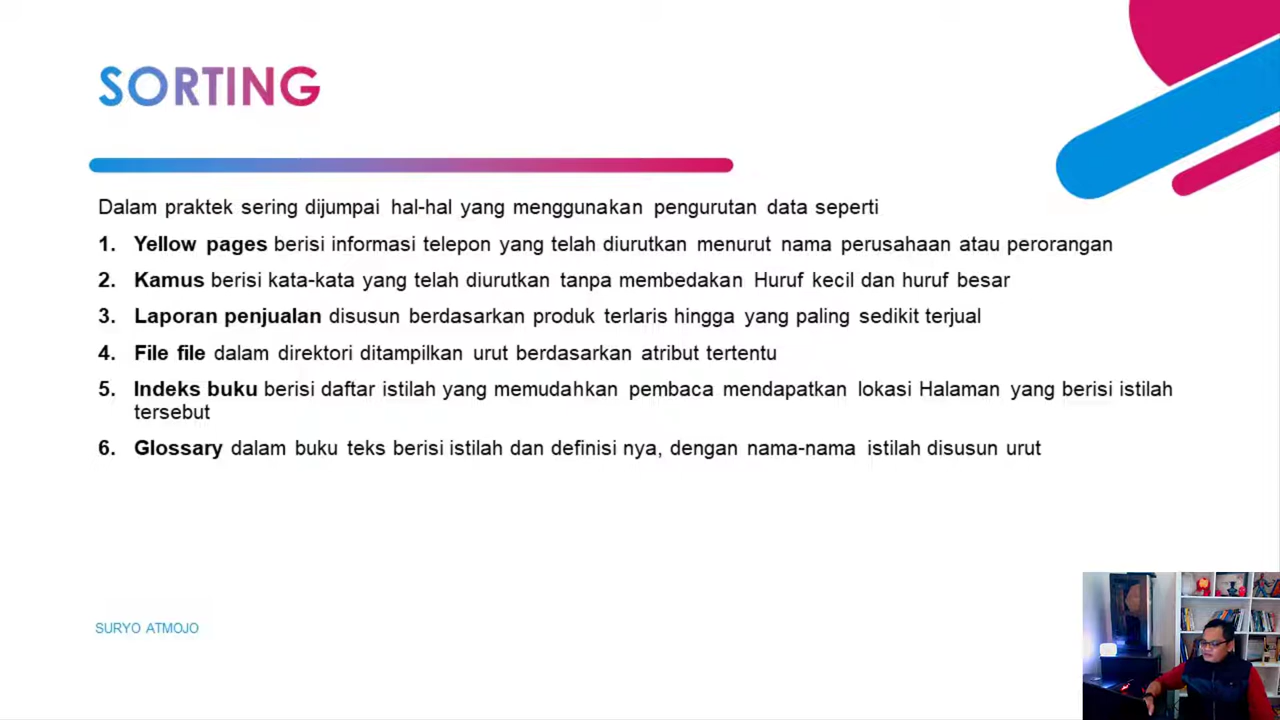 SORTING
Dalam praktek sering dijumpai hal-hal yang menggunakan pengurutan data seperti
1. Yellow pages berisi informasi telepon yang telah diurutkan menurut nama perusahaan atau perorangan
2. Kamus berisi kata-kata yang telah diurutkan tanpa membedakan Huruf kecil dan huruf besar
3. Laporan penjualan disusun berdasarkan produk terlaris hingga yang paling sedikit terjual
4. File file dalam direktori ditampilkan urut berdasarkan atribut tertentu
5. Indeks buku berisi daftar istilah yang memudahkan pembaca mendapatkan lokasi Halaman yang berisi istilah
tersebut
6. Glossary dalam buku teks berisi istilah dan definisi nya, dengan nama-nama istilah disusun urut
SURYO ATMOJO